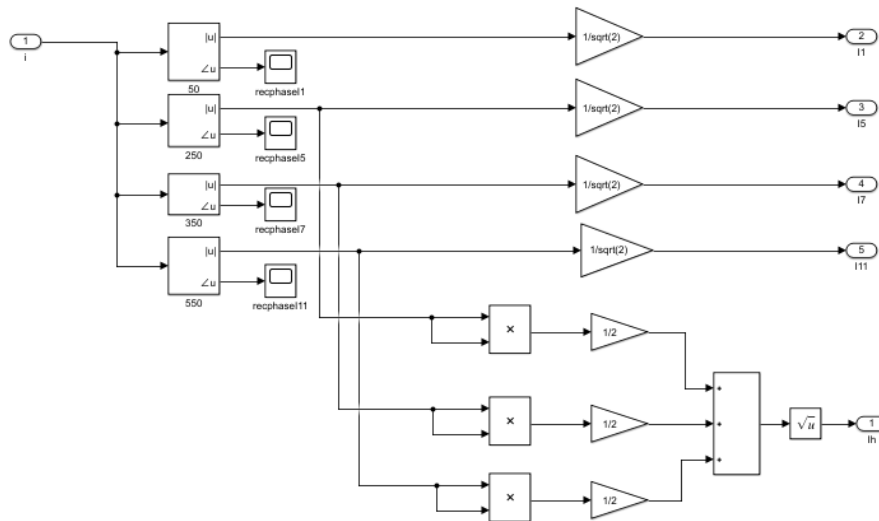 1
i
|u|
∠u
50
recphaseI1
1/sqrt(2)
2
I1
|u|
∠u
250
recphaseI5
1/sqrt(2)
3
I5
|u|
∠u
350
recphaseI7
1/sqrt(2)
4
I7
|u|
∠u
550
recphaseI11
1/sqrt(2)
5
I11
×
1/2
×
1/2
×
1/2
+
+
+
√u
1
Ih